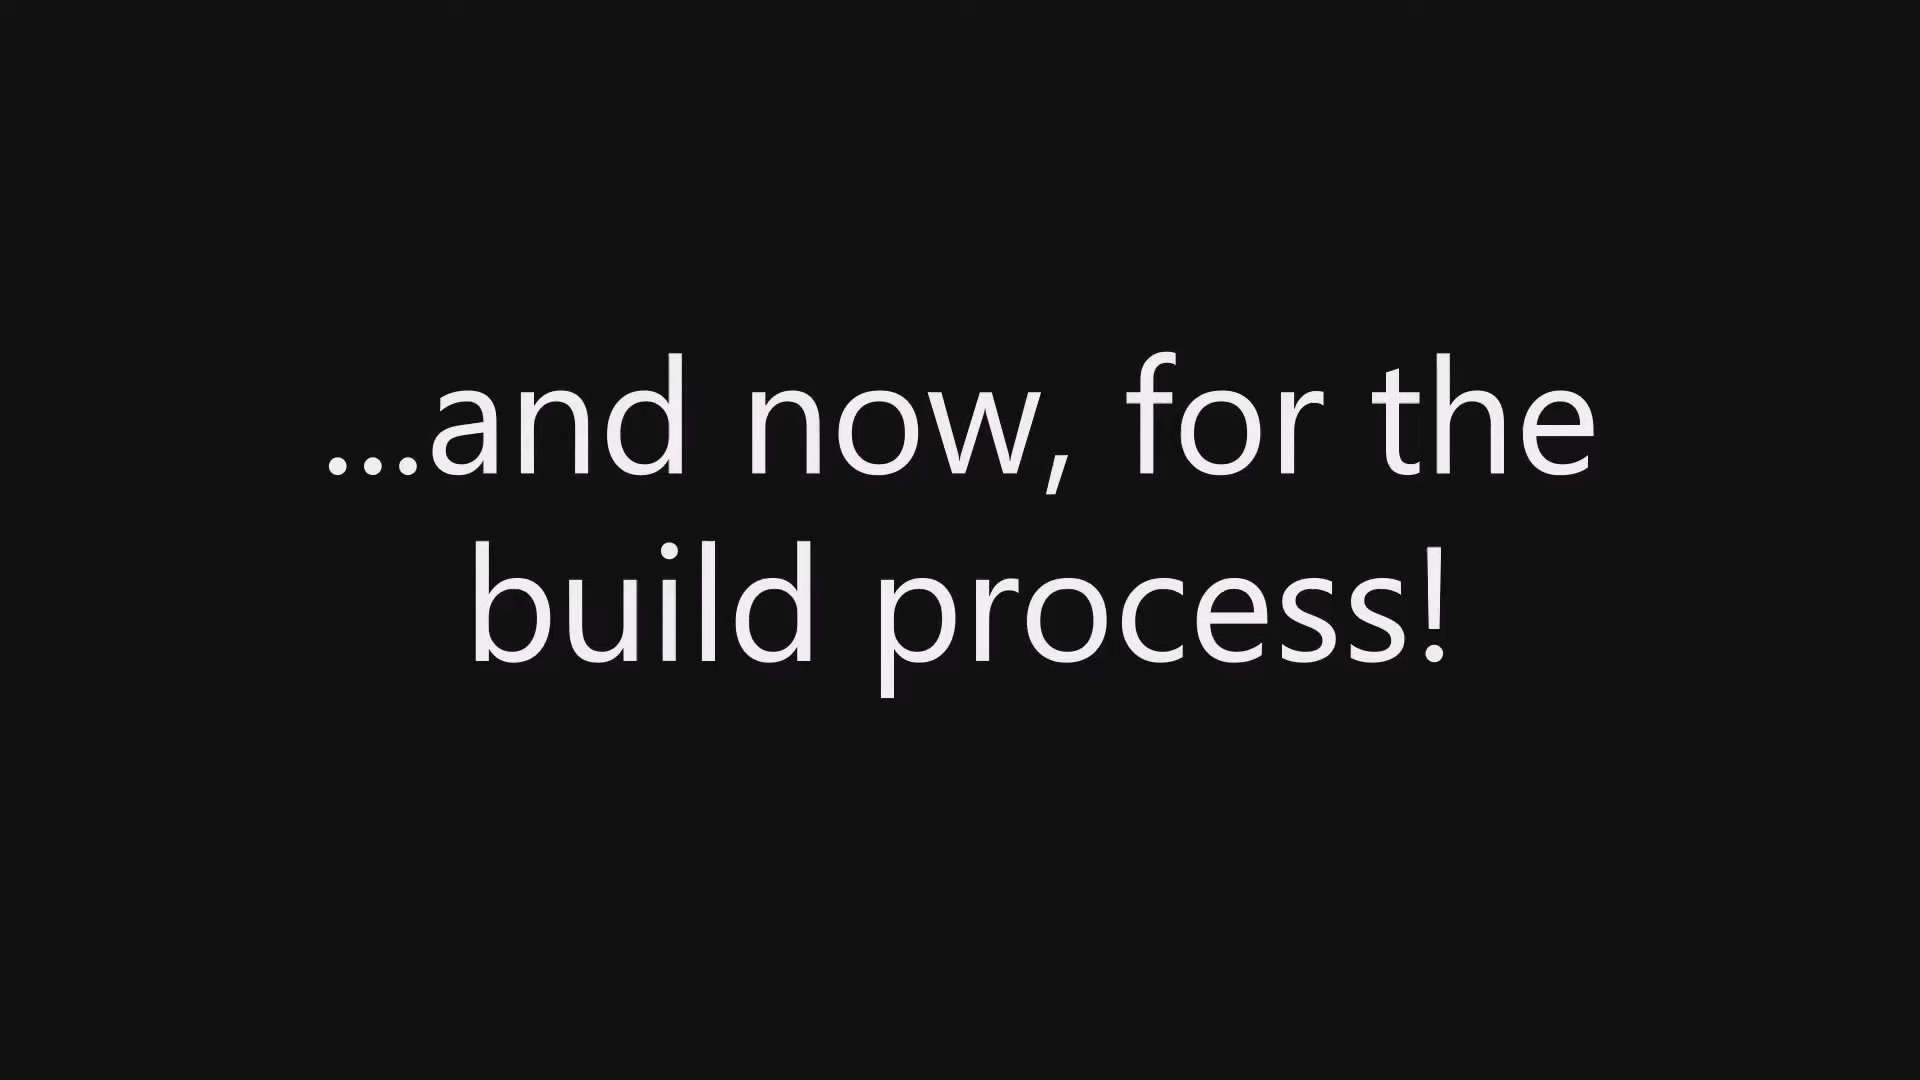 ...and now, for the
build process!